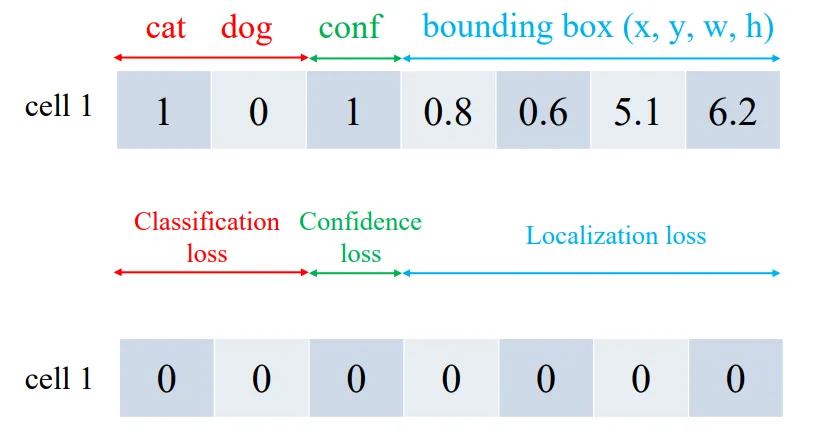 cat dog conf bounding box (x, y, w, h)
cell 1 1 0 1 0.8 0.6 5.1 6.2
Classification Confidence
loss loss Localization loss
cell 1 0 0 0 0 0 0 0